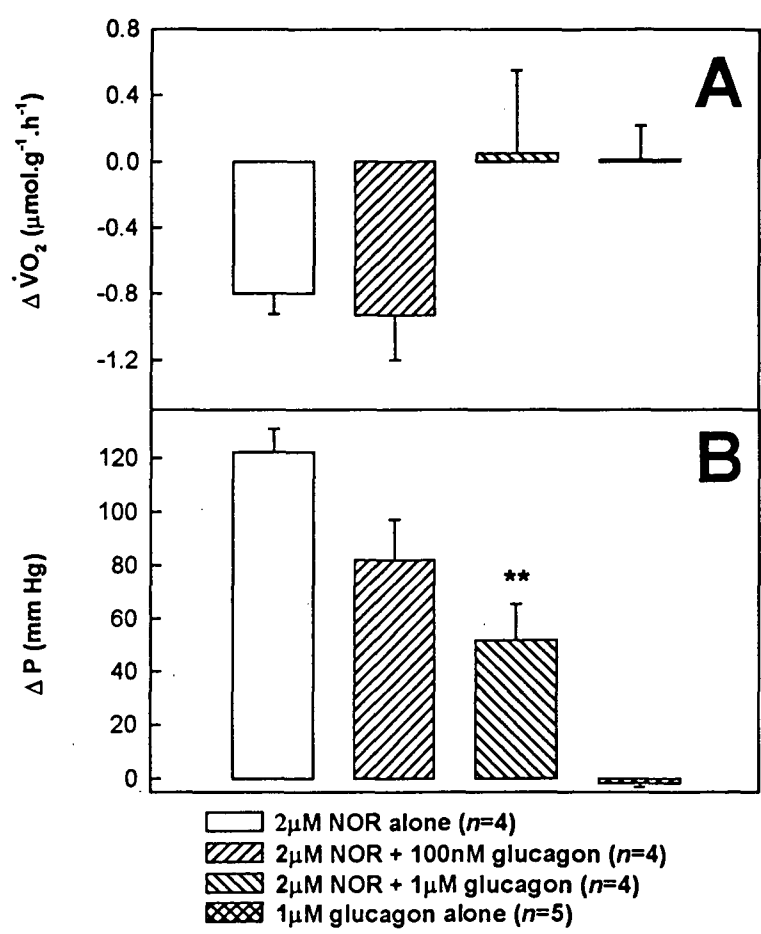 A
0.8
0.4
0.0
-0.4
-0.8
-1.2
Δ V̇O₂ (μmol.g⁻¹.h⁻¹)
B
120
100
80
60
40
20
0
Δ P (mm Hg)
**
2μM NOR alone (n=4)
2μM NOR + 100nM glucagon (n=4)
2μM NOR + 1μM glucagon (n=4)
1μM glucagon alone (n=5)